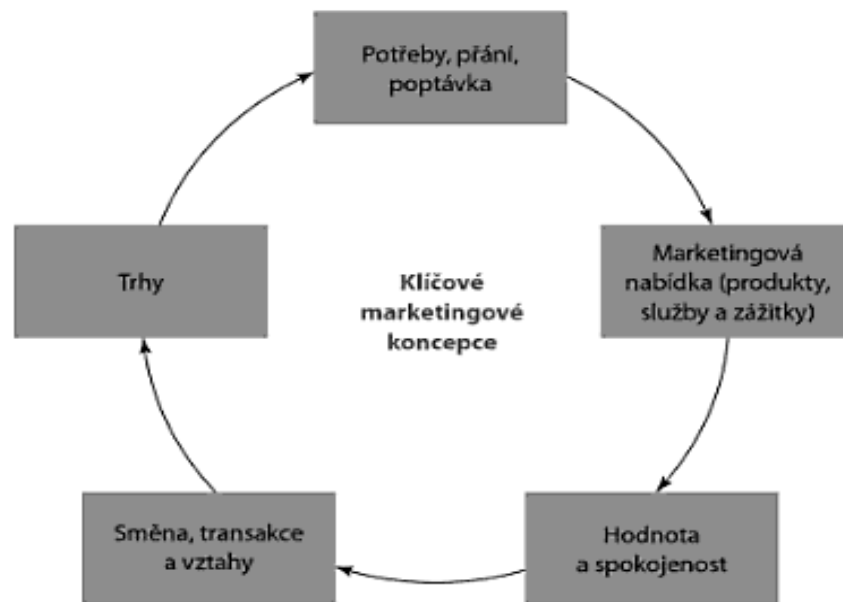 Potřeby, přání,
poptávka
Marketingová
nabídka (produkty,
služby a zážitky)
Hodnota
a spokojenost
Směna, transakce
a vztahy
Trhy
Klíčové
marketingové
koncepce